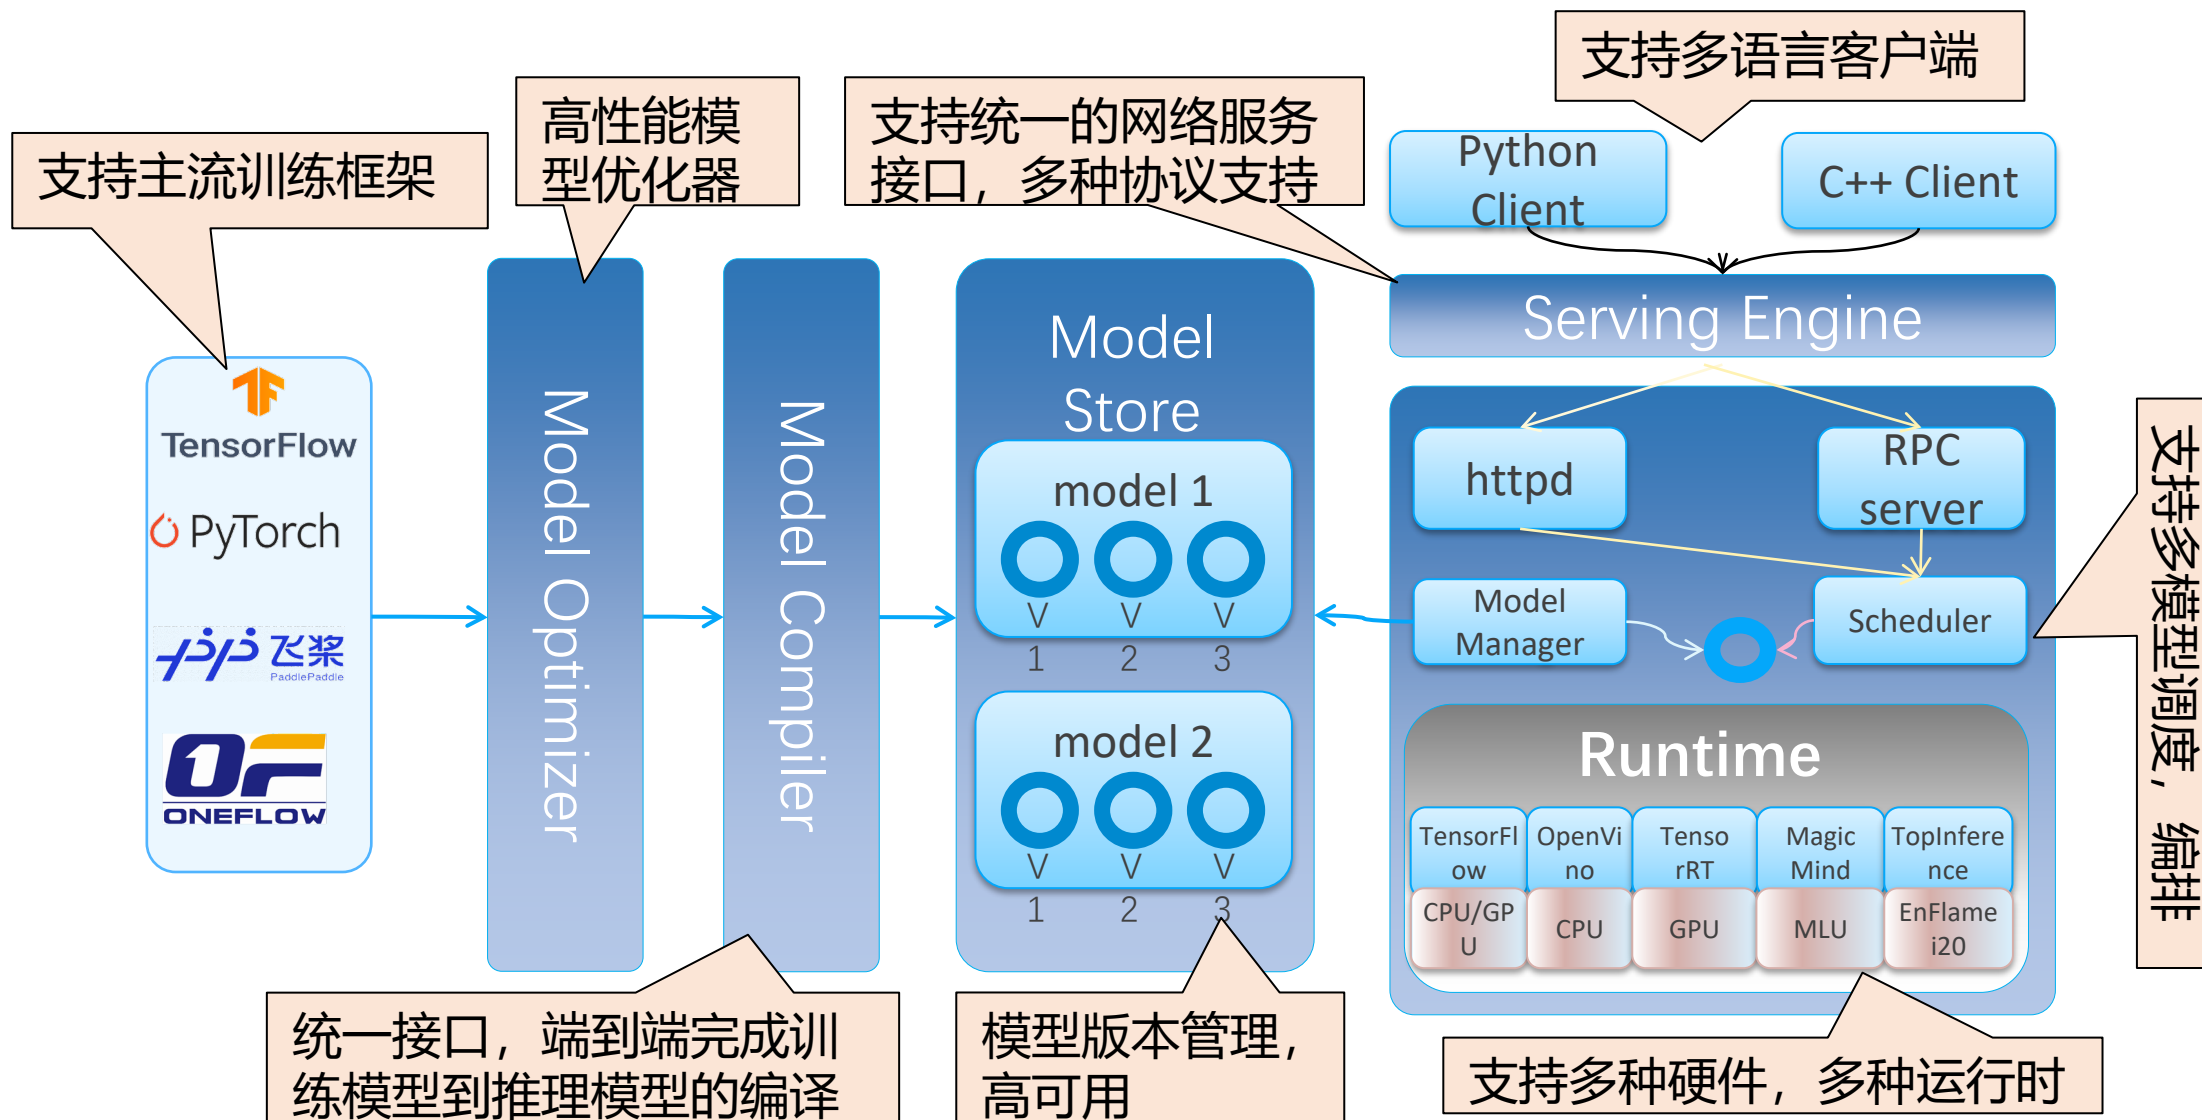 支持多语言客户端
高性能模
型优化器
支持统一的网络服务
接口，多种协议支持
支持主流训练框架
Python
Client
C++ Client
Serving Engine
TensorFlow
PyTorch
飞桨
PaddlePaddle
OF
ONEFLOW
Model Optimizer
Model Compiler
Model
Store
model 1
V V V
1 2 3
model 2
V V V
1 2 3
httpd
RPC
server
Model
Manager
Scheduler
支持多模型调度，编排
Runtime
TensorFl
ow
OpenVi
no
Tenso
rRT
Magic
Mind
TopInfere
nce
CPU/GP
U
CPU
GPU
MLU
EnFlame
i20
统一接口，端到端完成训
练模型到推理模型的编译
模型版本管理，
高可用
支持多种硬件，多种运行时